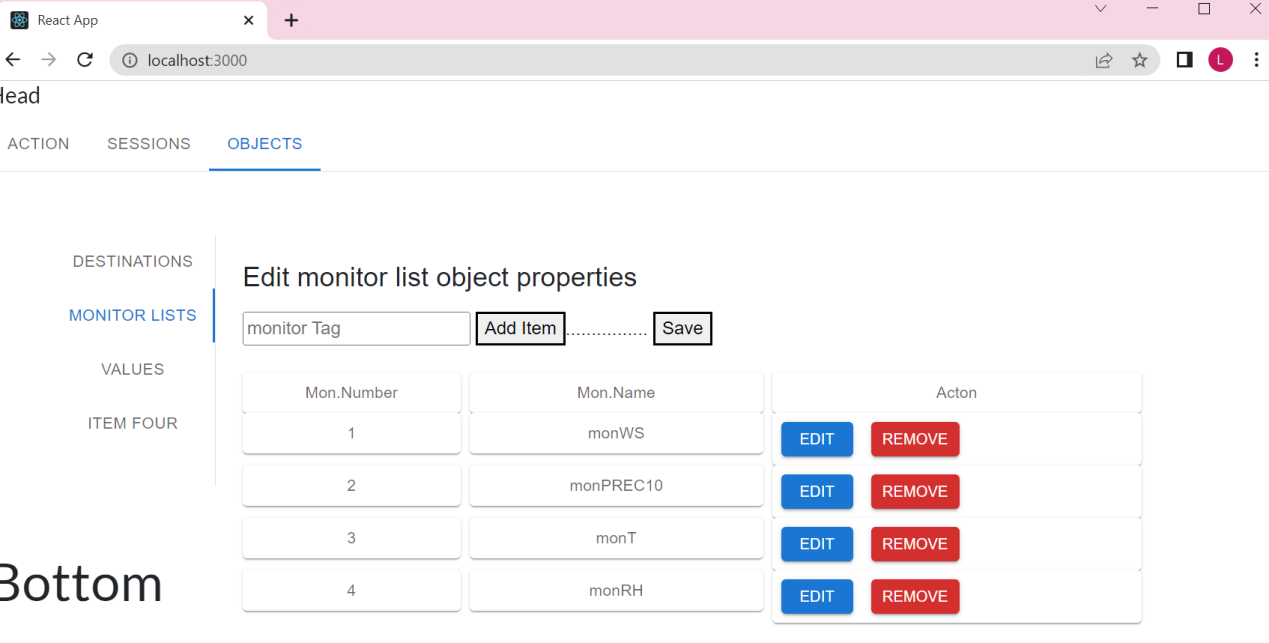 React App
localhost:3000
L
Head
ACTION SESSIONS OBJECTS
DESTINATIONS
MONITOR LISTS
VALUES
ITEM FOUR
Edit monitor list object properties
monitor Tag Add Item ................ Save
Mon.Number Mon.Name Acton
1 monWS EDIT REMOVE
2 monPREC10 EDIT REMOVE
3 monT EDIT REMOVE
4 monRH EDIT REMOVE
Bottom